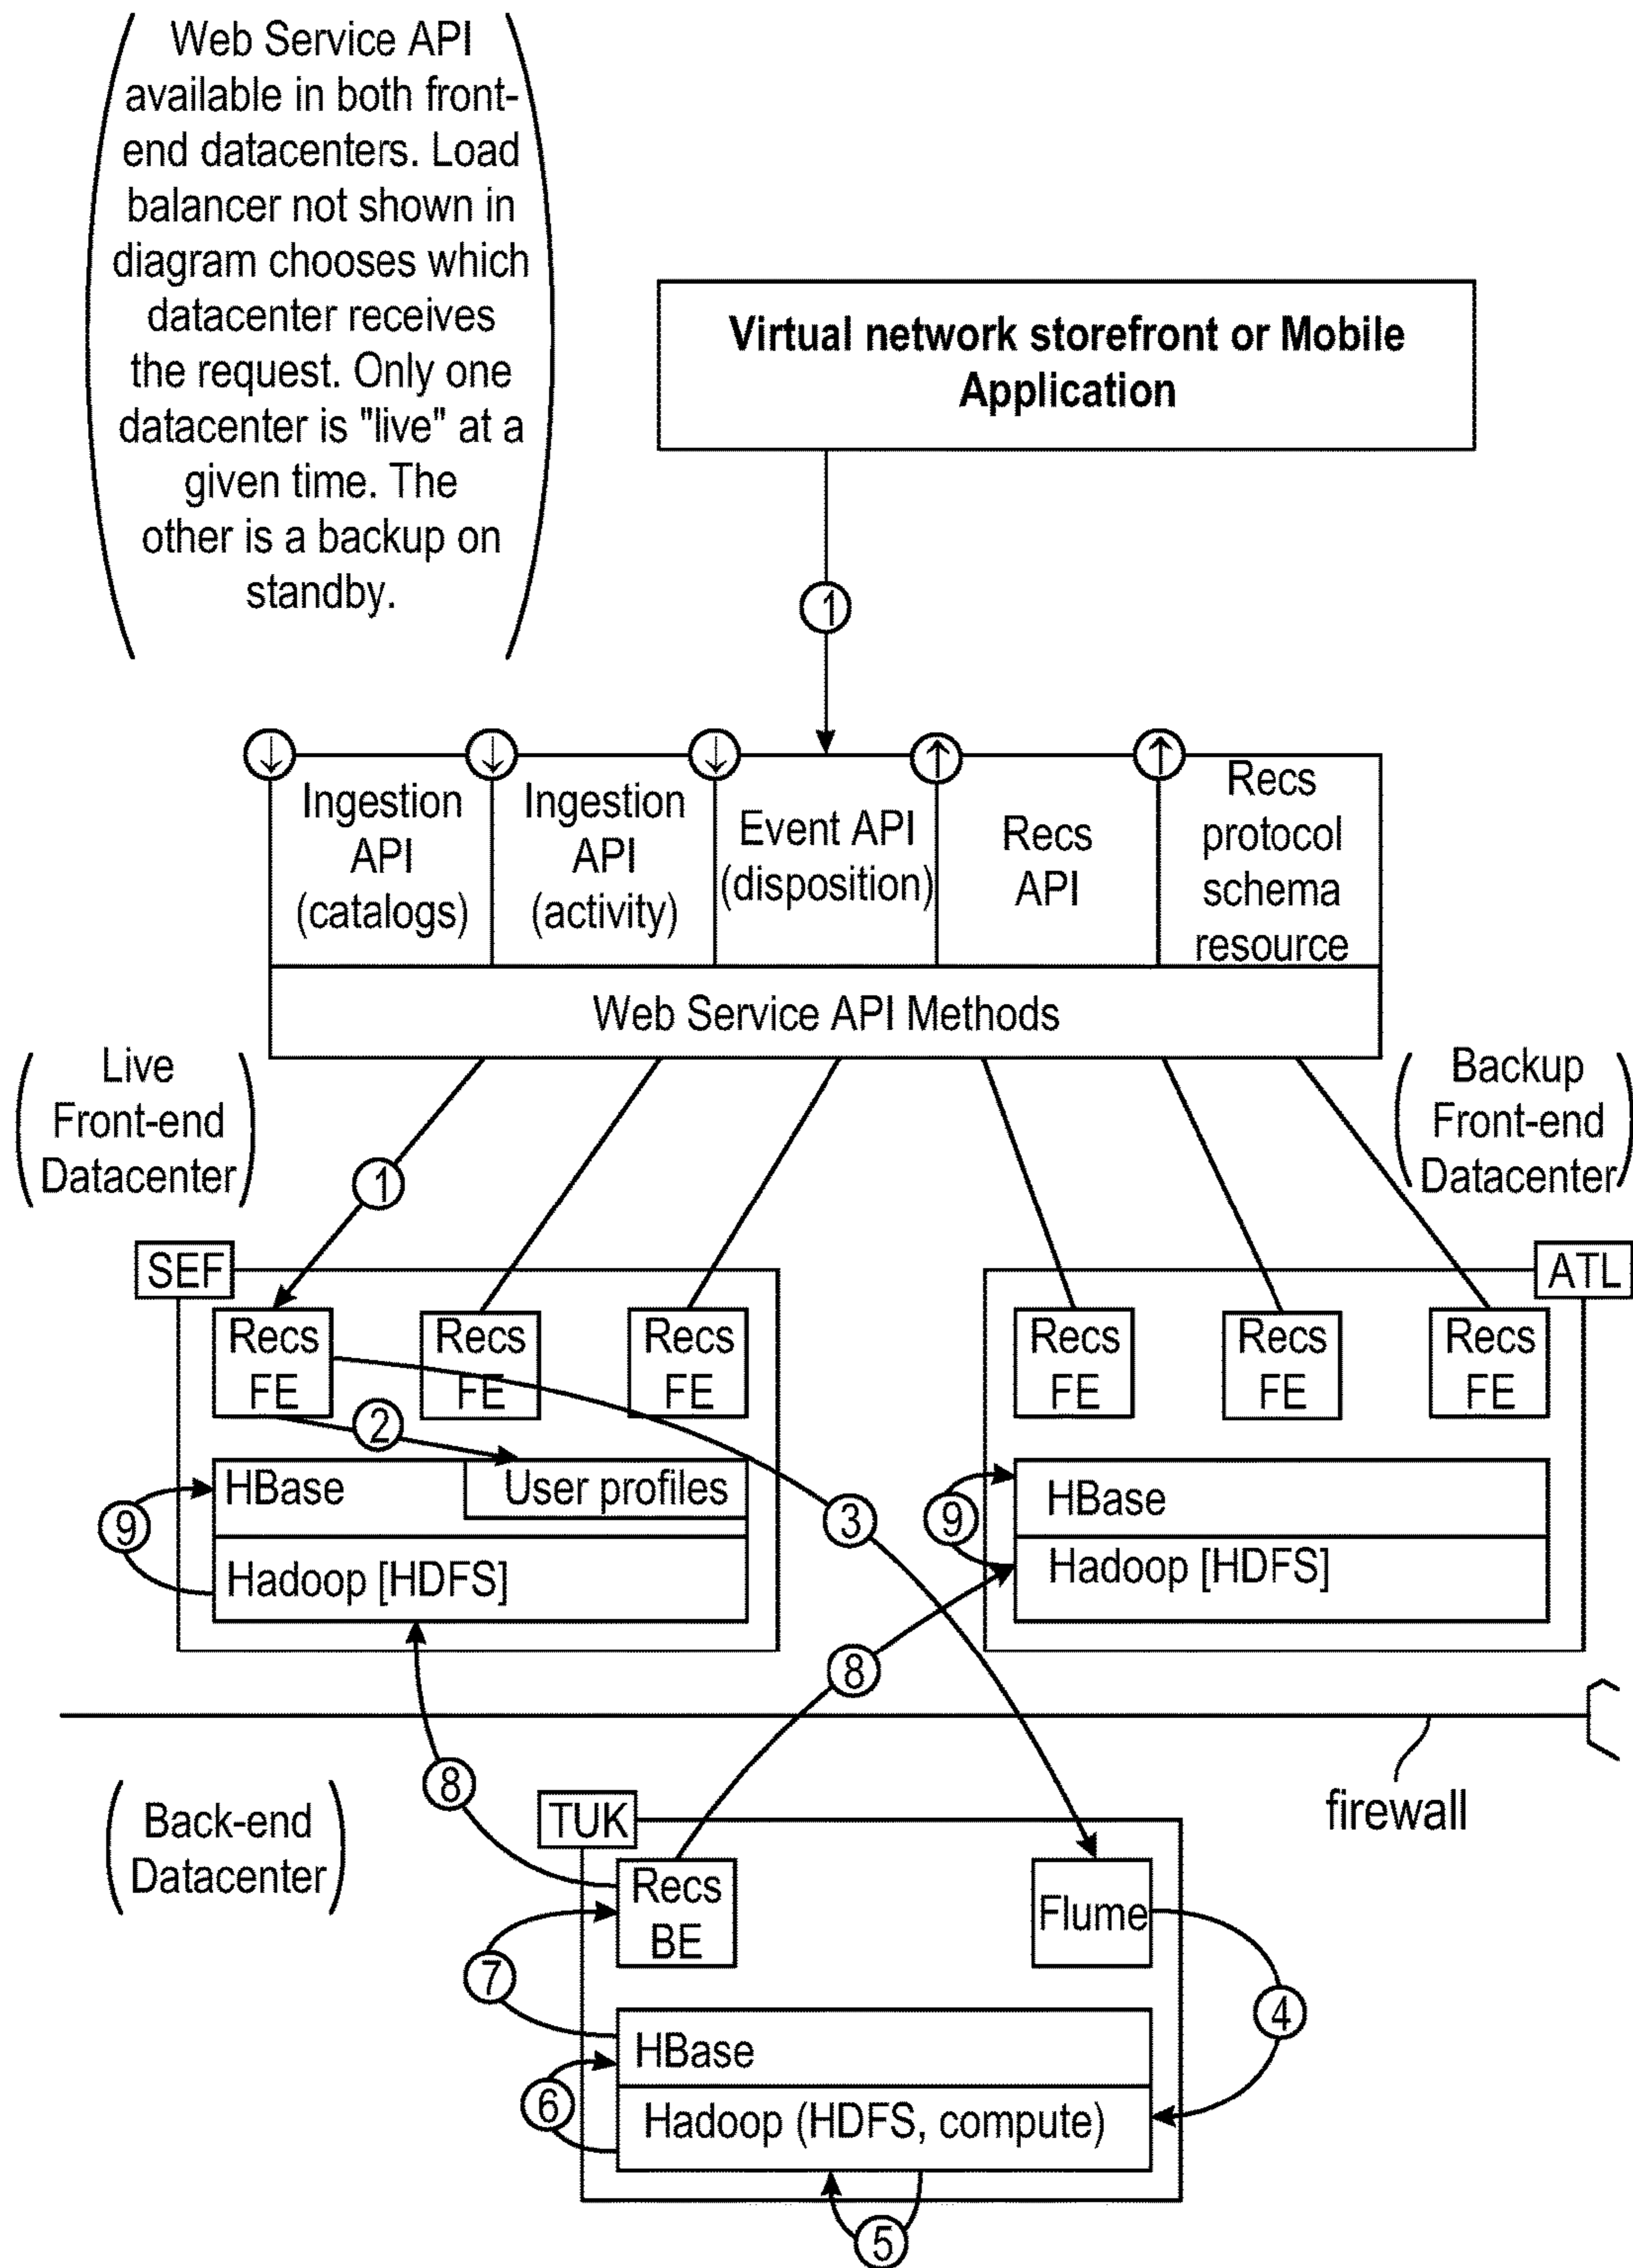 Web Service API
available in both front-
end datacenters. Load
balancer not shown in
diagram chooses which
datacenter receives
the request. Only one
datacenter is "live" at a
given time. The
other is a backup on
standby.
Virtual network storefront or Mobile
Application
1
Ingestion
API
(catalogs)
Ingestion
API
(activity)
Event API
(disposition)
Recs
API
Recs
protocol
schema
resource
Web Service API Methods
Live
Front-end
Datacenter
Backup
Front-end
Datacenter
1
SEF
ATL
Recs
FE
Recs
FE
Recs
FE
Recs
FE
Recs
FE
Recs
FE
2
HBase
User profiles
9
3
Hadoop [HDFS]
9
HBase
Hadoop [HDFS]
8
8
firewall
Back-end
Datacenter
TUK
Recs
BE
Flume
7
4
HBase
6
Hadoop (HDFS, compute)
5